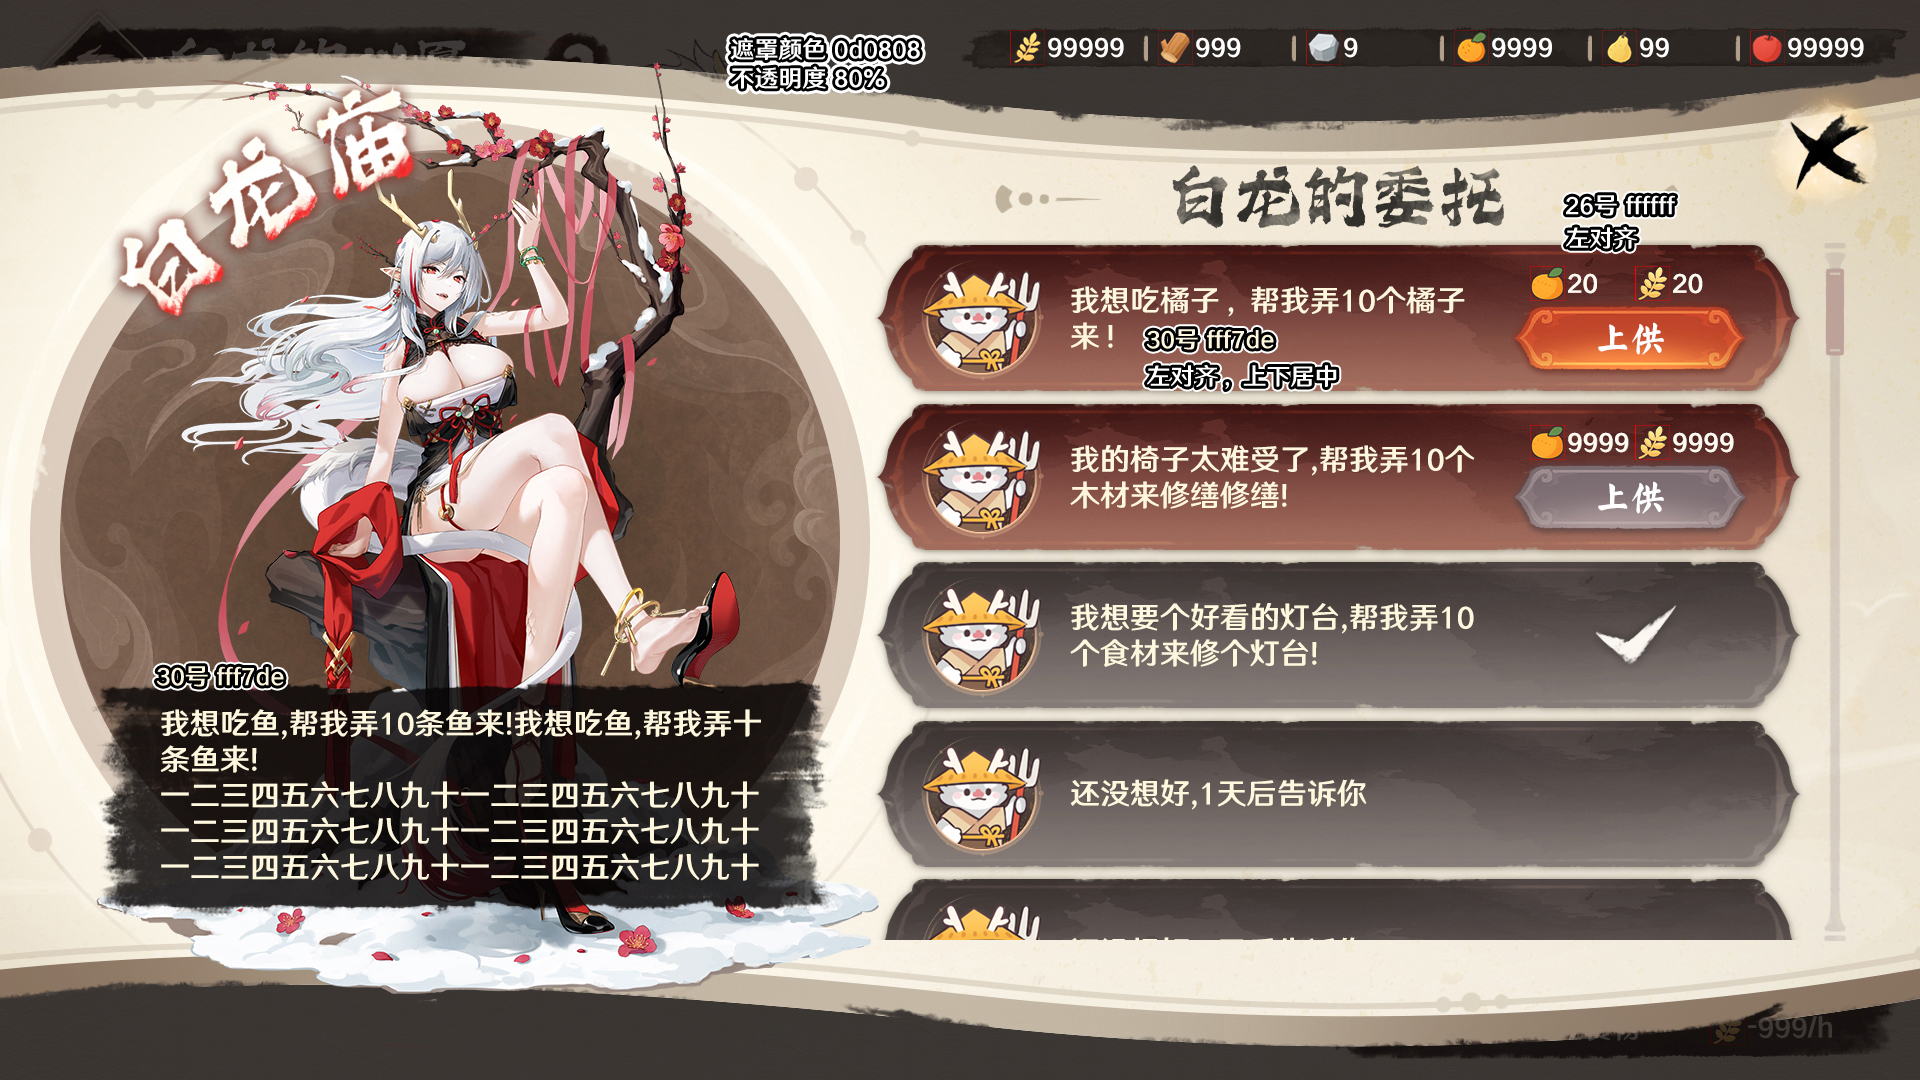 遮罩颜色 0d0808
不透明度 80%
99999
999
9
9999
99
99999
白龙庙
白龙的委托
26号 ffffff
左对齐
我想吃橘子，帮我弄10个橘子
来！
30号 fff7de
左对齐，上下居中
20
20
上供
我的椅子太难受了,帮我弄10个
木材来修缮修缮!
9999
9999
上供
我想要个好看的灯台,帮我弄10
个食材来修个灯台!
还没想好,1天后告诉你
30号 fff7de
我想吃鱼,帮我弄10条鱼来!我想吃鱼,帮我弄十
条鱼来!
一二三四五六七八九十一二三四五六七八九十
一二三四五六七八九十一二三四五六七八九十
一二三四五六七八九十一二三四五六七八九十
-999/h